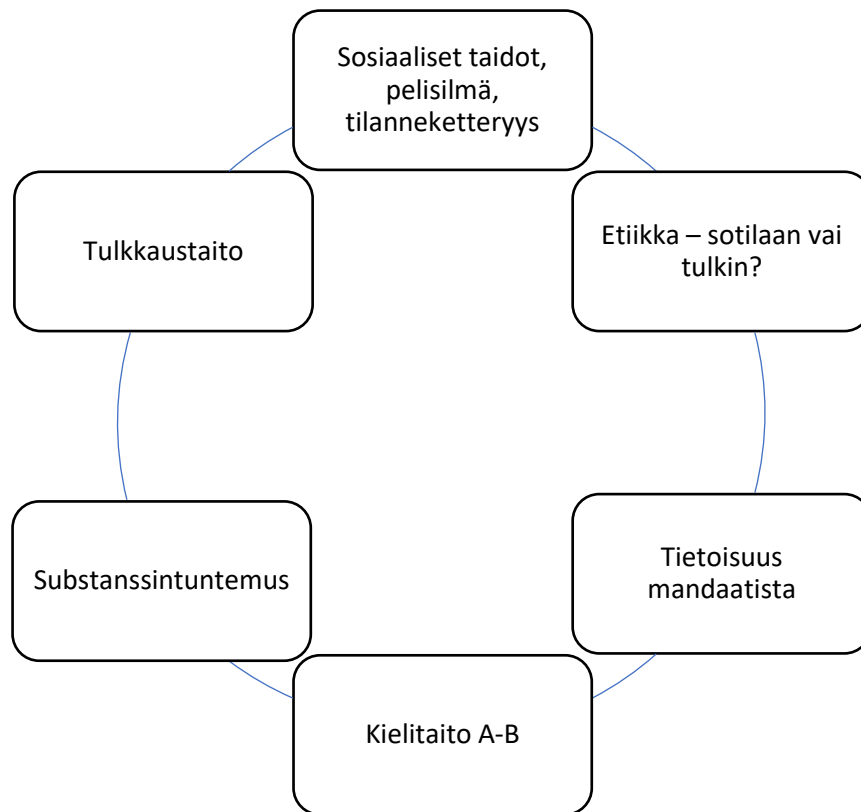 Sosiaaliset taidot,
pelisilmä,
tilanneketteryys
Etiikka – sotilaan vai
tulkin?
Tietoisuus
mandaatista
Kielitaito A-B
Substanssintuntemus
Tulkkaustaito